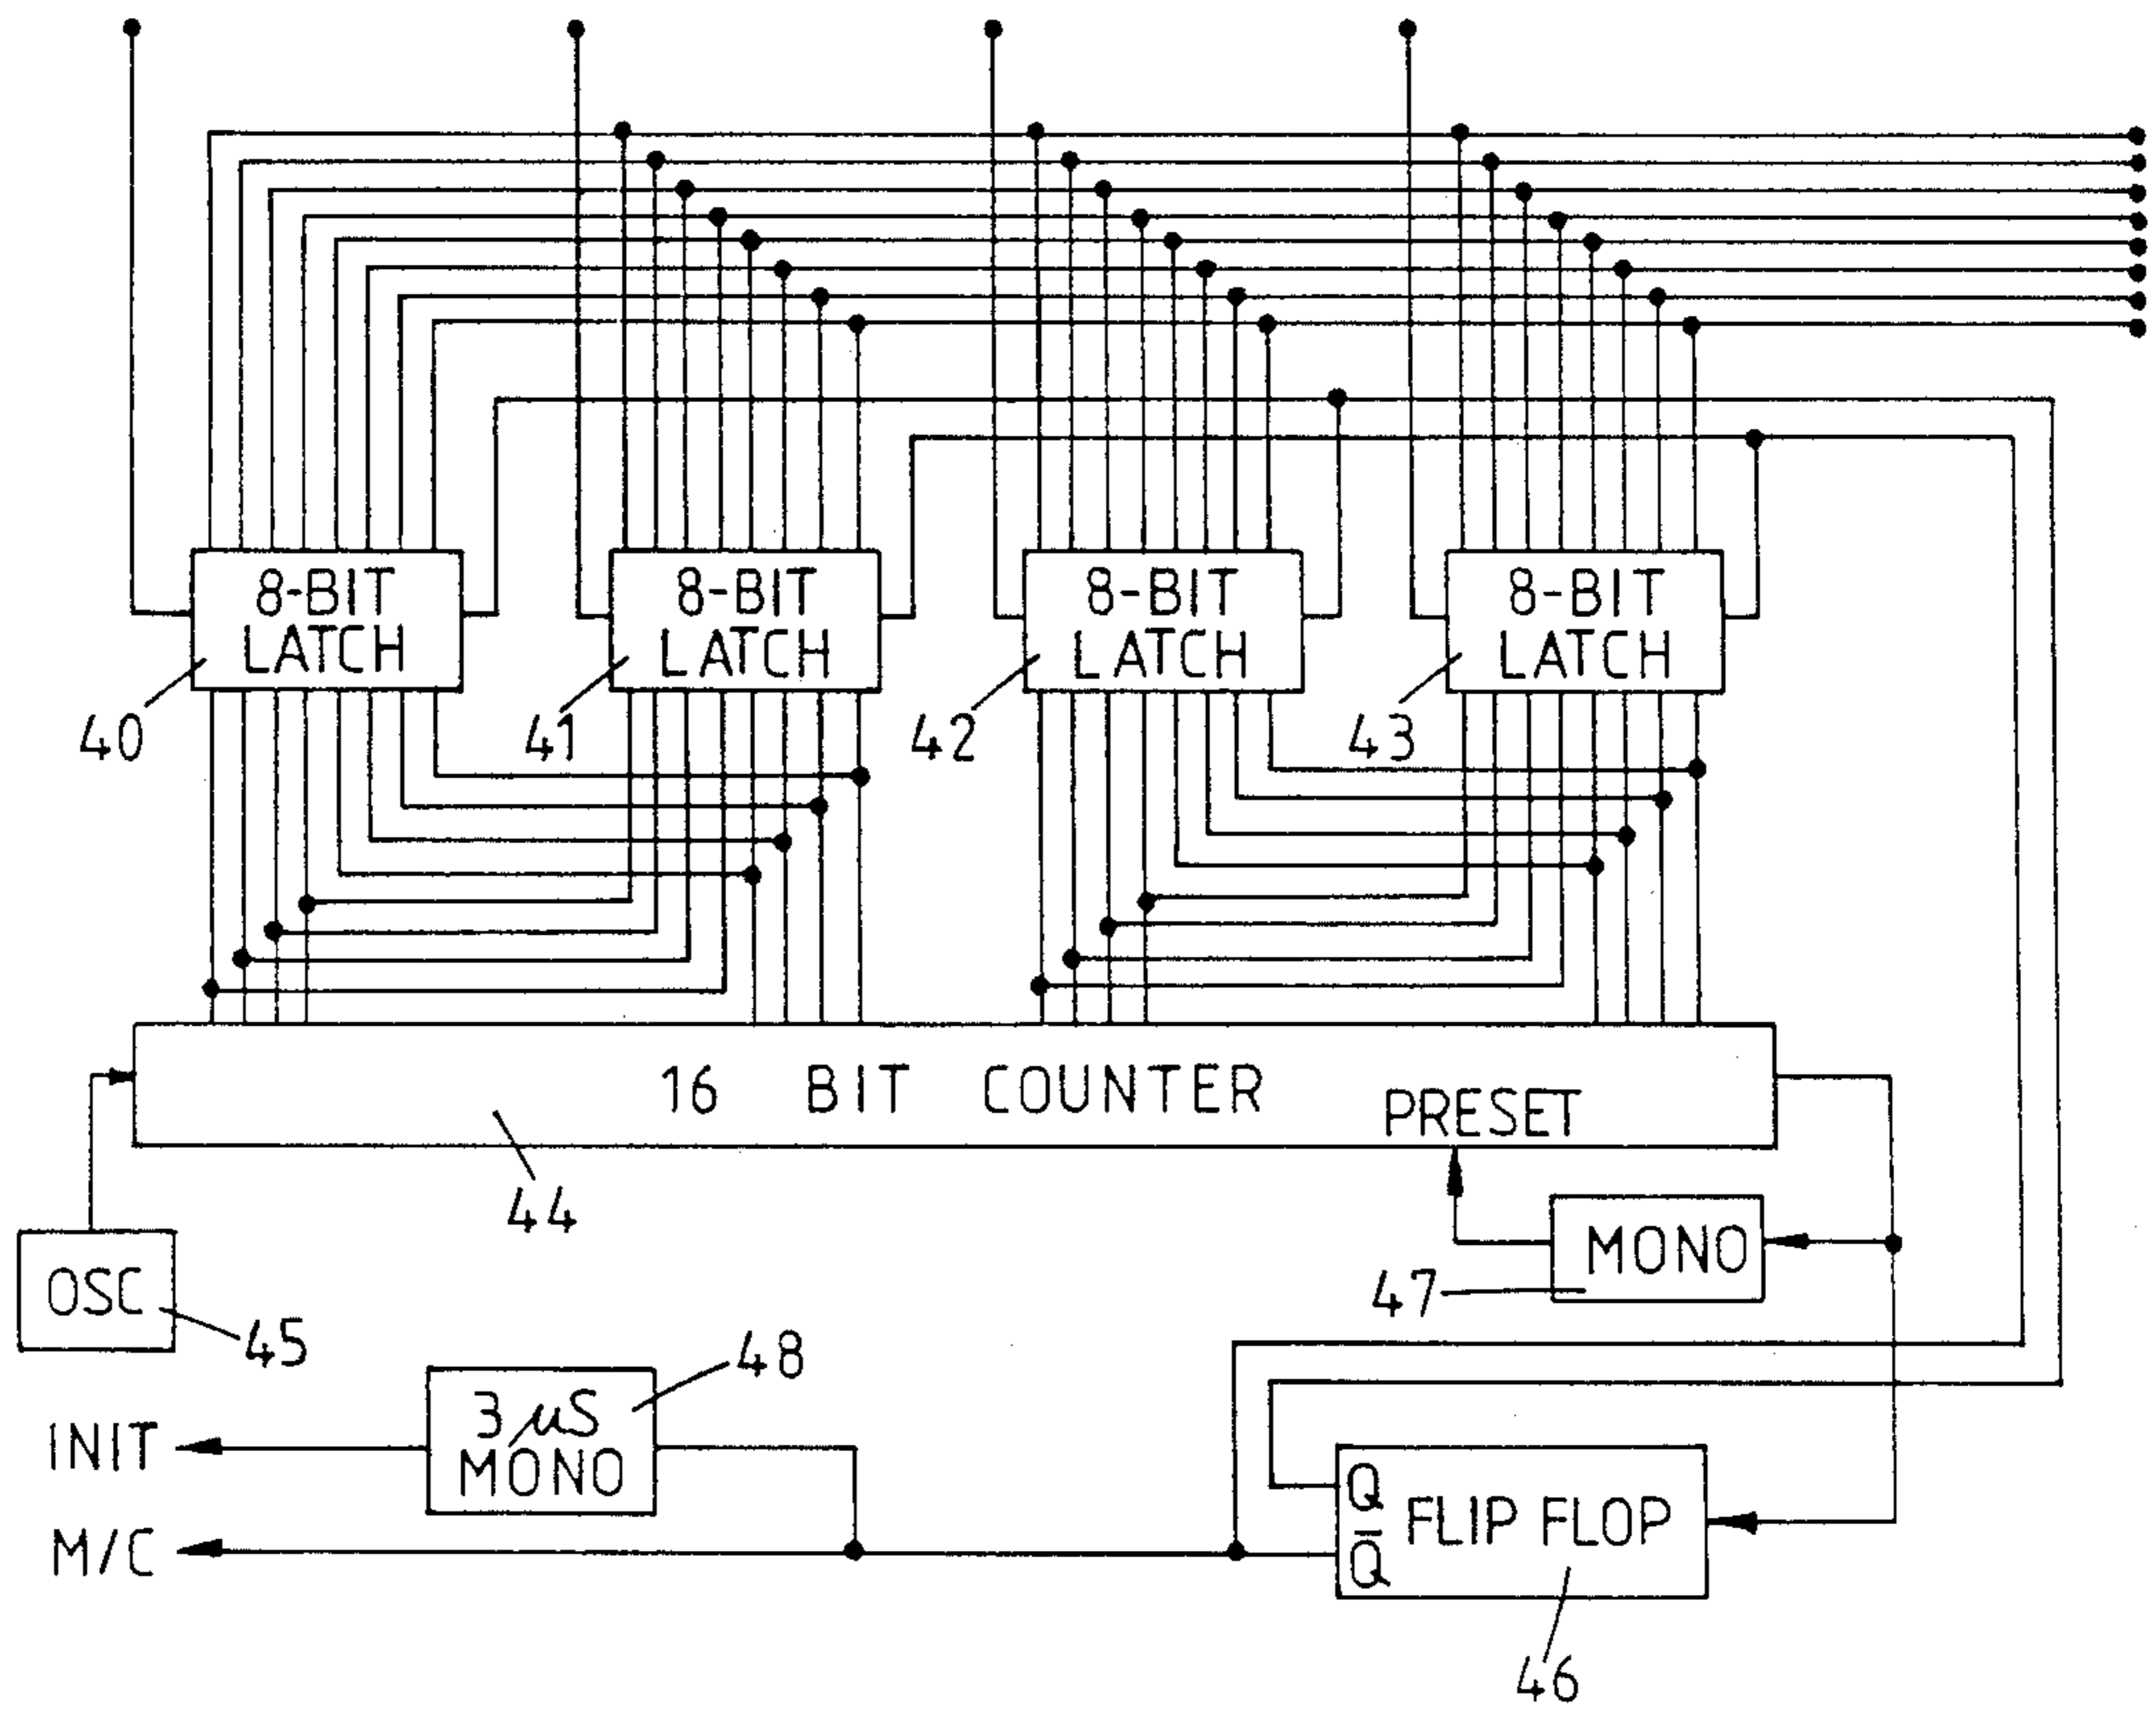 8-BIT
LATCH
8-BIT
LATCH
8-BIT
LATCH
8-BIT
LATCH
40
41
42
43
16 BIT COUNTER
PRESET
44
MONO
47
OSC
45
48
3 µS
MONO
INIT
M/C
Q
Q̅
FLIP FLOP
46